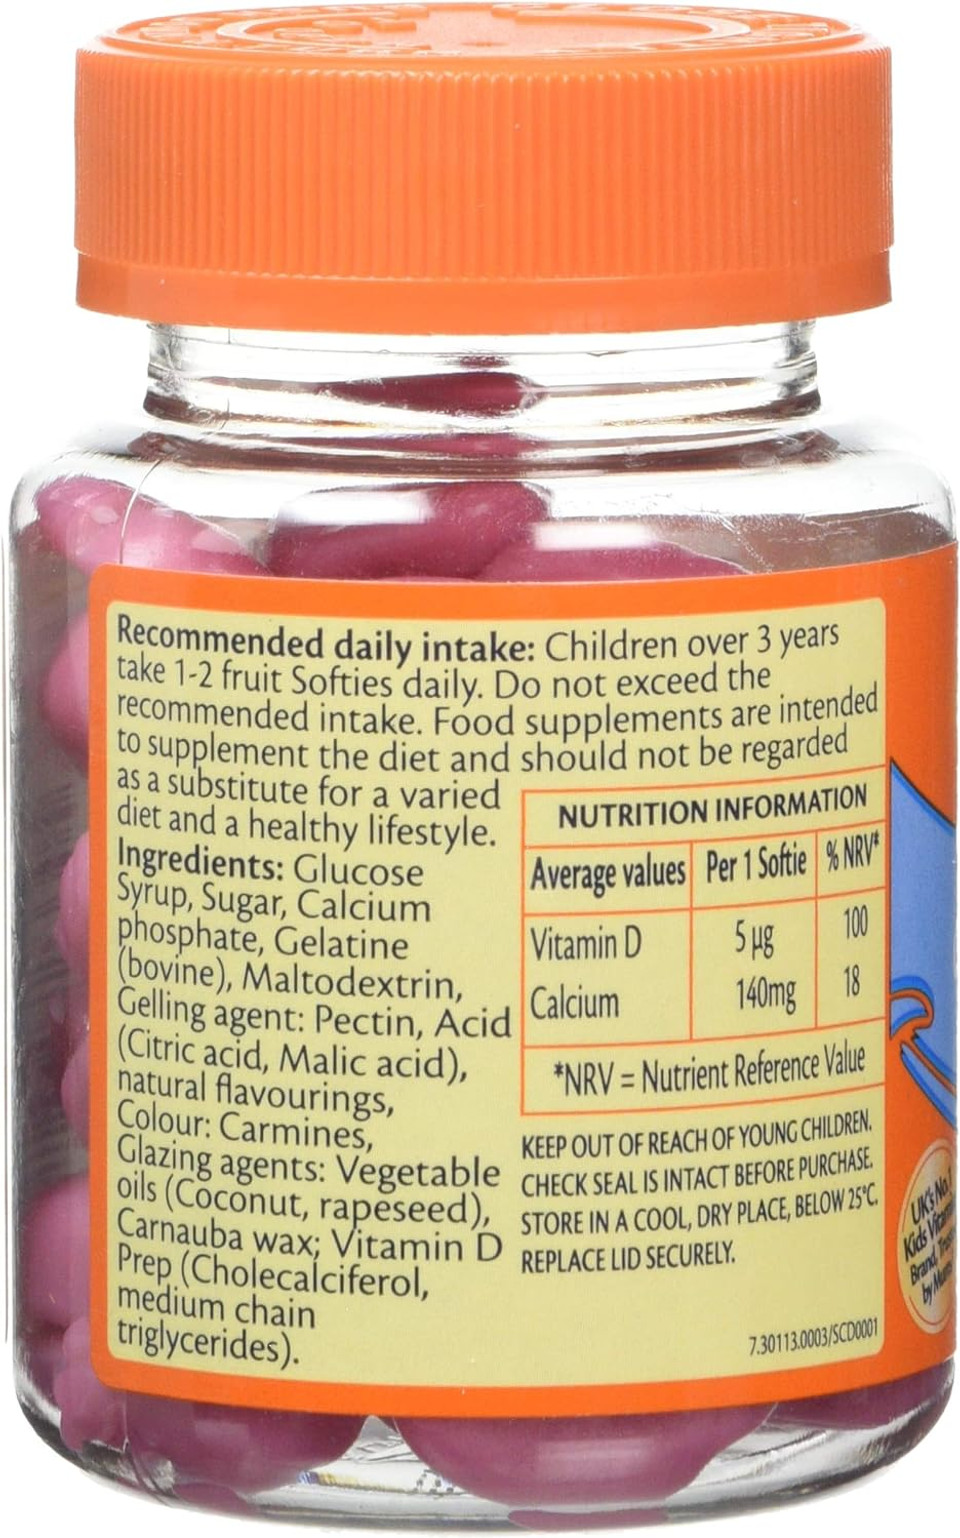 Recommended daily intake: Children over 3 years
take 1-2 fruit Softies daily. Do not exceed the
recommended intake. Food supplements are intended
to supplement the diet and should not be regarded
as a substitute for a varied
diet and a healthy lifestyle.
Ingredients: Glucose
Syrup, Sugar, Calcium
phosphate, Gelatine
(bovine), Maltodextrin,
Gelling agent: Pectin, Acid
(Citric acid, Malic acid),
natural flavourings,
Colour: Carmines,
Glazing agents: Vegetable
oils (Coconut, rapeseed),
Carnauba wax; Vitamin D
Prep (Cholecalciferol,
medium chain
triglycerides).
NUTRITION INFORMATION
Average values Per 1 Softie % NRV*
Vitamin D 5 µg 100
Calcium 140mg 18
*NRV = Nutrient Reference Value
KEEP OUT OF REACH OF YOUNG CHILDREN.
CHECK SEAL IS INTACT BEFORE PURCHASE.
STORE IN A COOL, DRY PLACE, BELOW 25°C.
REPLACE LID SECURELY.
7.30113.0003/SCD0001
UK's No.1
Kids
Brand,
by